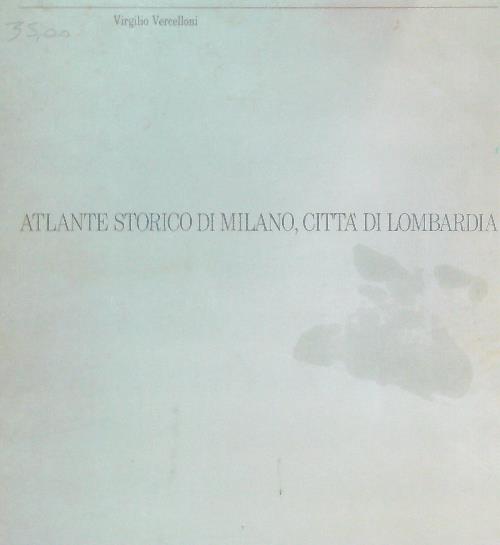 35,00
Virgilio Vercelloni
ATLANTE STORICO DI MILANO, CITTA' DI LOMBARDIA